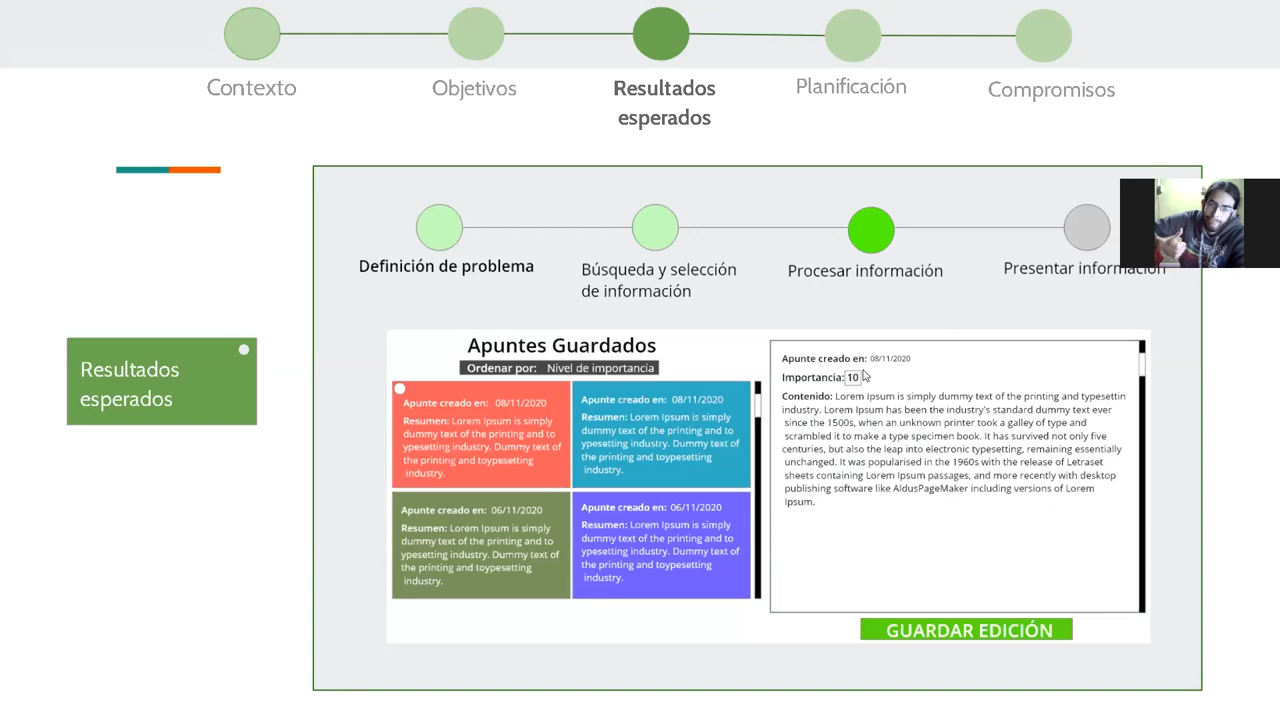 Contexto
Objetivos
Resultados
esperados
Planificación
Compromisos
Resultados
esperados
Definición de problema
Búsqueda y selección
de información
Procesar información
Presentar información
Apuntes Guardados
Ordenar por: Nivel de importancia
Apunte creado en: 08/11/2020
Resumen: Lorem Ipsum is simply
dummy text of the printing and to
ypesetting industry. Dummy text of
the printing and toypesetting
industry.
Apunte creado en: 08/11/2020
Resumen: Lorem Ipsum is simply
dummy text of the printing and to
ypesetting industry. Dummy text of
the printing and toypesetting
industry.
Apunte creado en: 06/11/2020
Resumen: Lorem Ipsum is simply
dummy text of the printing and to
ypesetting industry. Dummy text of
the printing and toypesetting
industry.
Apunte creado en: 06/11/2020
Resumen: Lorem Ipsum is simply
dummy text of the printing and to
ypesetting industry. Dummy text of
the printing and toypesetting
industry.
Apunte creado en: 08/11/2020
Importancia: 10
Contenido: Lorem Ipsum is simply dummy text of the printing and typesettin
industry. Lorem Ipsum has been the industry's standard dummy text ever
since the 1500s, when an unknown printer took a galley of type and
scrambled it to make a type specimen book. It has survived not only five
centuries, but also the leap into electronic typesetting, remaining essentially
unchanged. It was popularised in the 1960s with the release of Letraset
sheets containing Lorem Ipsum passages, and more recently with desktop
publishing software like AldusPageMaker including versions of Lorem
Ipsum.
GUARDAR EDICIÓN